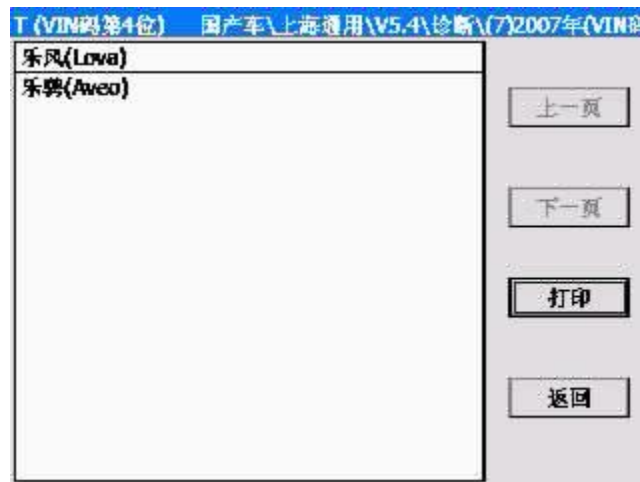 T (VIN码第4位) 国产车\上海通用\V5.4\诊断\(7)2007年(VIN码
乐风(Lova)
乐骋(Aveo)
上一页
下一页
打印
返回